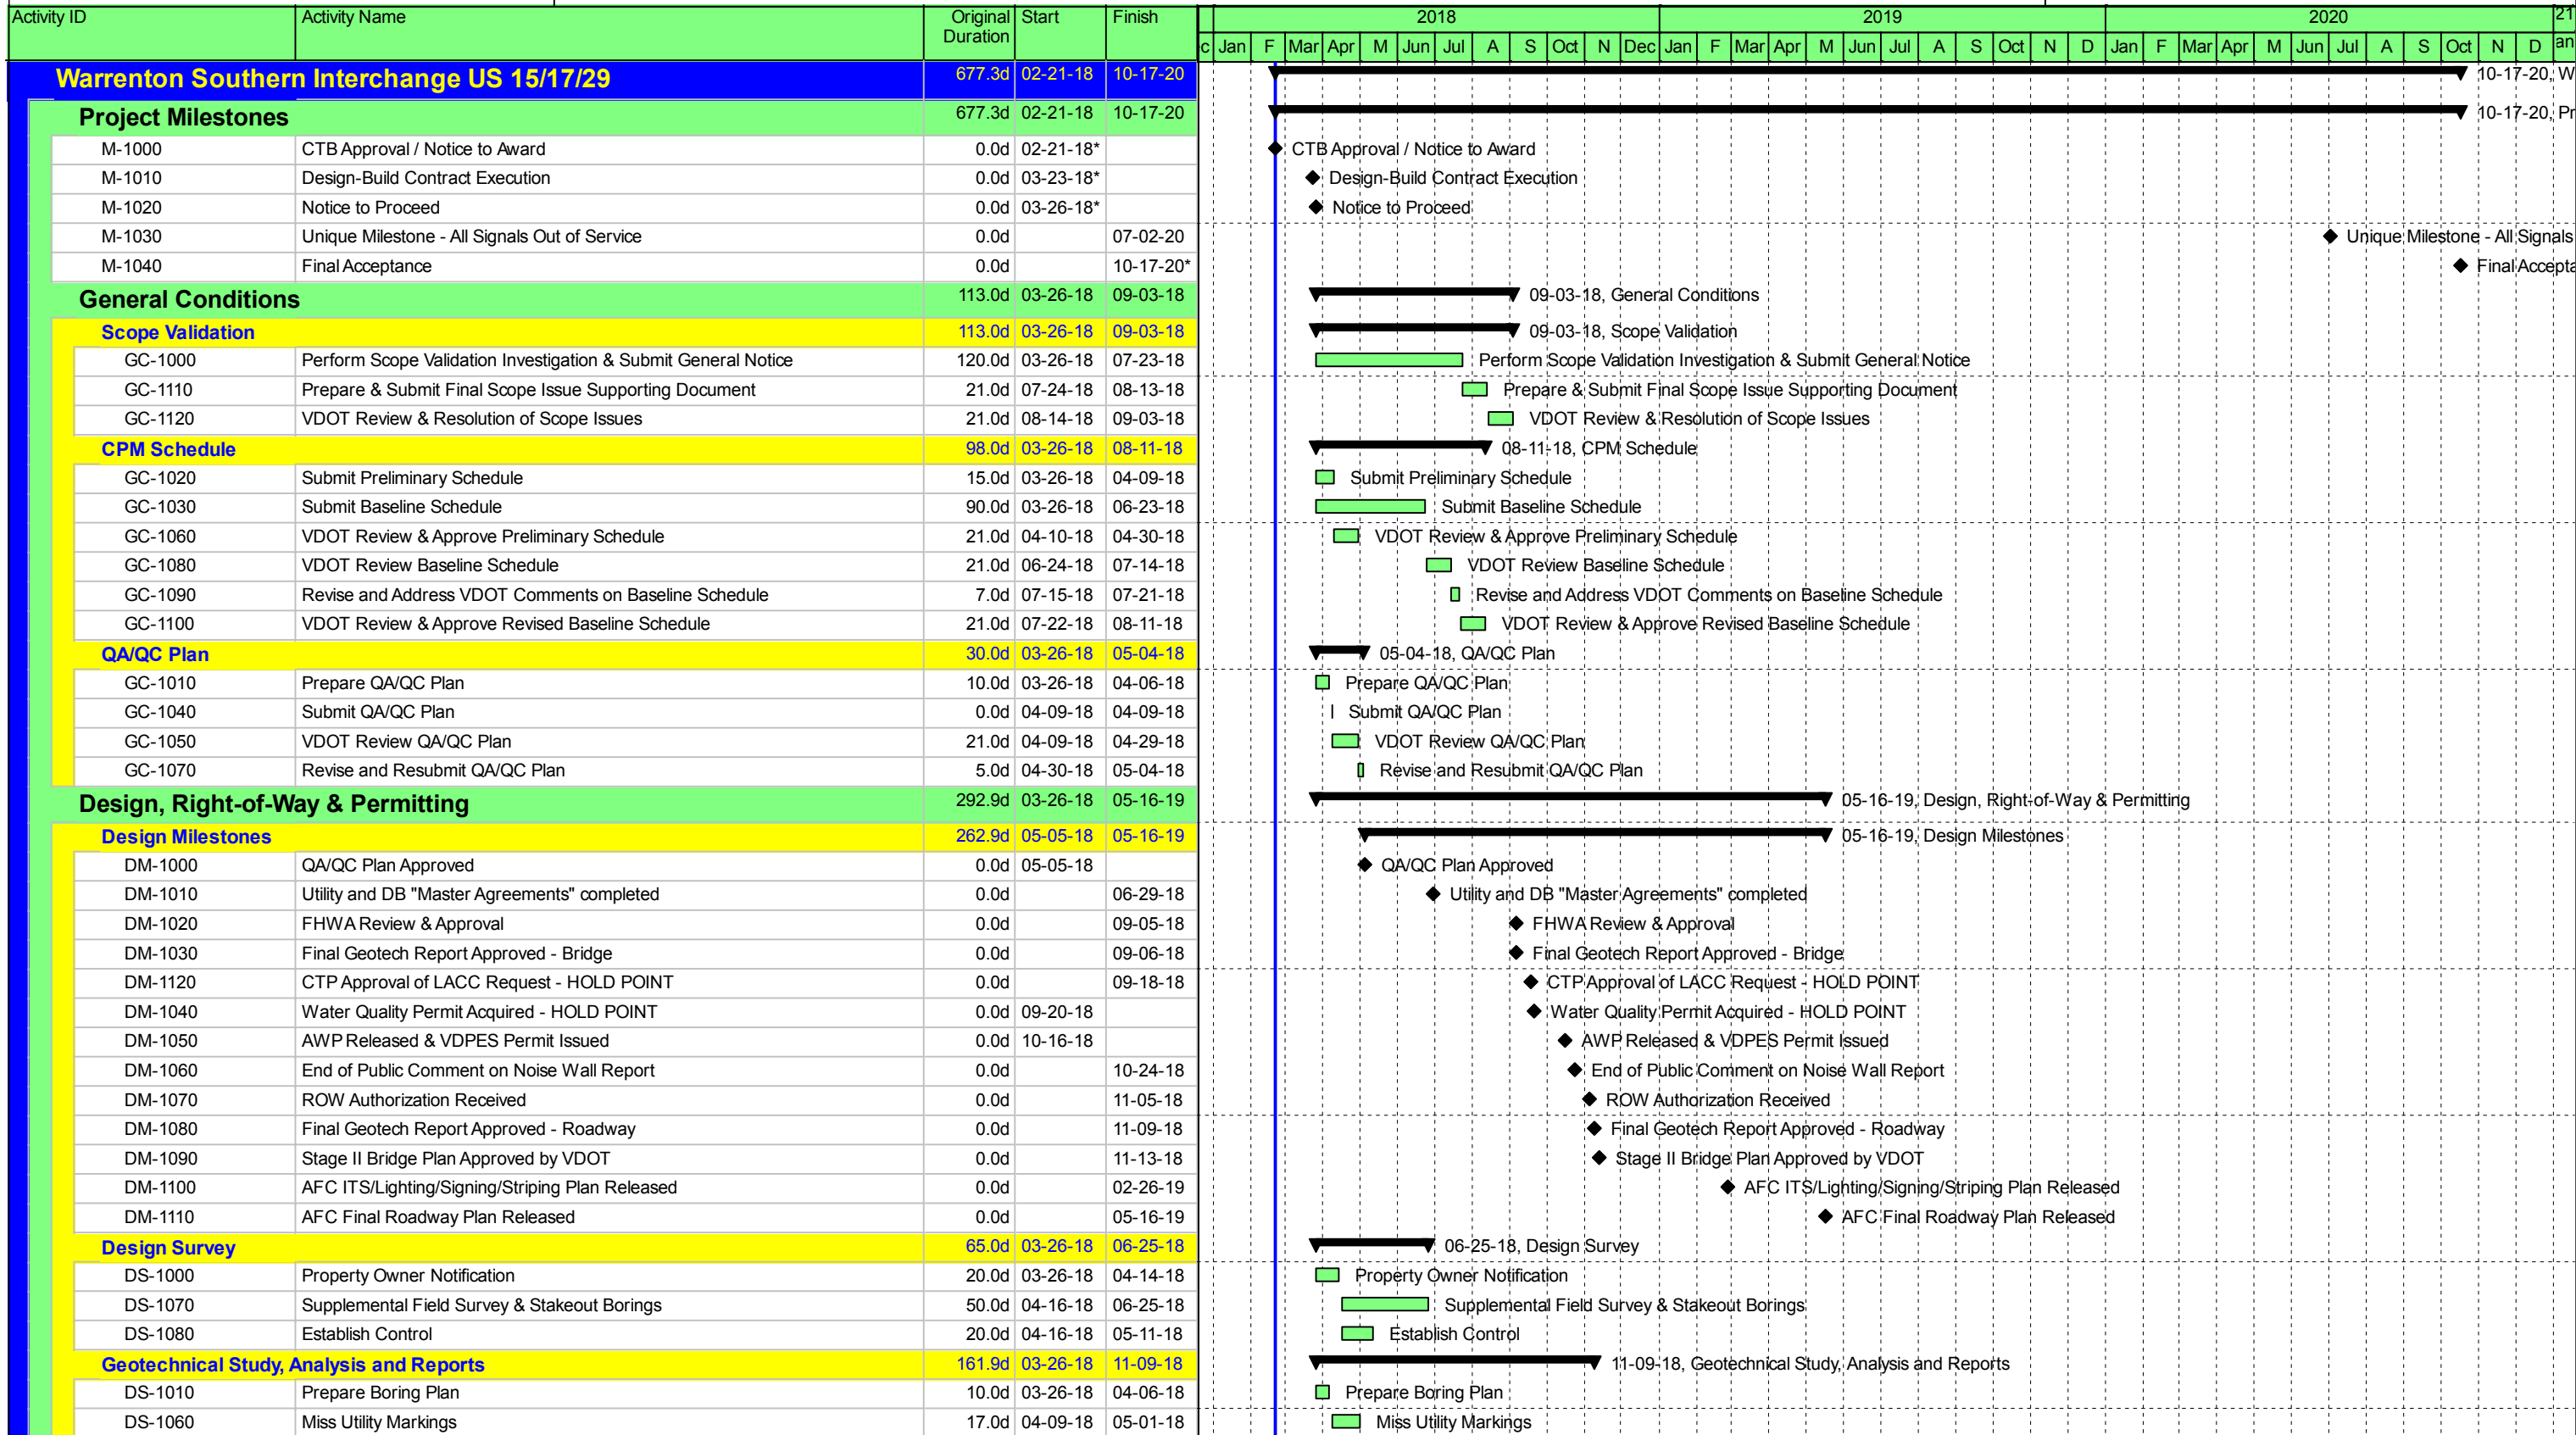 Activity ID Activity Name Original Duration Start Finish 2018 2019 2020 21
c Jan F Mar Apr M Jun Jul A S Oct N Dec Jan F Mar Apr M Jun Jul A S Oct N D Jan F Mar Apr M Jun Jul A S Oct N D an
Warrenton Southern Interchange US 15/17/29 677.3d 02-21-18 10-17-20 10-17-20, W
Project Milestones 677.3d 02-21-18 10-17-20 10-17-20, Pr
M-1000 CTB Approval / Notice to Award 0.0d 02-21-18* CTB Approval / Notice to Award
M-1010 Design-Build Contract Execution 0.0d 03-23-18* Design-Build Contract Execution
M-1020 Notice to Proceed 0.0d 03-26-18* Notice to Proceed
M-1030 Unique Milestone - All Signals Out of Service 0.0d 07-02-20 Unique Milestone - All Signals
M-1040 Final Acceptance 0.0d 10-17-20* Final Accepta
General Conditions 113.0d 03-26-18 09-03-18 09-03-18, General Conditions
Scope Validation 113.0d 03-26-18 09-03-18 09-03-18, Scope Validation
GC-1000 Perform Scope Validation Investigation & Submit General Notice 120.0d 03-26-18 07-23-18 Perform Scope Validation Investigation & Submit General Notice
GC-1110 Prepare & Submit Final Scope Issue Supporting Document 21.0d 07-24-18 08-13-18 Prepare & Submit Final Scope Issue Supporting Document
GC-1120 VDOT Review & Resolution of Scope Issues 21.0d 08-14-18 09-03-18 VDOT Review & Resolution of Scope Issues
CPM Schedule 98.0d 03-26-18 08-11-18 08-11-18, CPM Schedule
GC-1020 Submit Preliminary Schedule 15.0d 03-26-18 04-09-18 Submit Preliminary Schedule
GC-1030 Submit Baseline Schedule 90.0d 03-26-18 06-23-18 Submit Baseline Schedule
GC-1060 VDOT Review & Approve Preliminary Schedule 21.0d 04-10-18 04-30-18 VDOT Review & Approve Preliminary Schedule
GC-1080 VDOT Review Baseline Schedule 21.0d 06-24-18 07-14-18 VDOT Review Baseline Schedule
GC-1090 Revise and Address VDOT Comments on Baseline Schedule 7.0d 07-15-18 07-21-18 Revise and Address VDOT Comments on Baseline Schedule
GC-1100 VDOT Review & Approve Revised Baseline Schedule 21.0d 07-22-18 08-11-18 VDOT Review & Approve Revised Baseline Schedule
QA/QC Plan 30.0d 03-26-18 05-04-18 05-04-18, QA/QC Plan
GC-1010 Prepare QA/QC Plan 10.0d 03-26-18 04-06-18 Prepare QA/QC Plan
GC-1040 Submit QA/QC Plan 0.0d 04-09-18 04-09-18 Submit QA/QC Plan
GC-1050 VDOT Review QA/QC Plan 21.0d 04-09-18 04-29-18 VDOT Review QA/QC Plan
GC-1070 Revise and Resubmit QA/QC Plan 5.0d 04-30-18 05-04-18 Revise and Resubmit QA/QC Plan
Design, Right-of-Way & Permitting 292.9d 03-26-18 05-16-19 05-16-19, Design, Right-of-Way & Permitting
Design Milestones 262.9d 05-05-18 05-16-19 05-16-19, Design Milestones
DM-1000 QA/QC Plan Approved 0.0d 05-05-18 QA/QC Plan Approved
DM-1010 Utility and DB "Master Agreements" completed 0.0d 06-29-18 Utility and DB "Master Agreements" completed
DM-1020 FHWA Review & Approval 0.0d 09-05-18 FHWA Review & Approval
DM-1030 Final Geotech Report Approved - Bridge 0.0d 09-06-18 Final Geotech Report Approved - Bridge
DM-1120 CTP Approval of LACC Request - HOLD POINT 0.0d 09-18-18 CTP Approval of LACC Request - HOLD POINT
DM-1040 Water Quality Permit Acquired - HOLD POINT 0.0d 09-20-18 Water Quality Permit Acquired - HOLD POINT
DM-1050 AWP Released & VDPES Permit Issued 0.0d 10-16-18 AWP Released & VDPES Permit Issued
DM-1060 End of Public Comment on Noise Wall Report 0.0d 10-24-18 End of Public Comment on Noise Wall Report
DM-1070 ROW Authorization Received 0.0d 11-05-18 ROW Authorization Received
DM-1080 Final Geotech Report Approved - Roadway 0.0d 11-09-18 Final Geotech Report Approved - Roadway
DM-1090 Stage II Bridge Plan Approved by VDOT 0.0d 11-13-18 Stage II Bridge Plan Approved by VDOT
DM-1100 AFC ITS/Lighting/Signing/Striping Plan Released 0.0d 02-26-19 AFC ITS/Lighting/Signing/Striping Plan Released
DM-1110 AFC Final Roadway Plan Released 0.0d 05-16-19 AFC Final Roadway Plan Released
Design Survey 65.0d 03-26-18 06-25-18 06-25-18, Design Survey
DS-1000 Property Owner Notification 20.0d 03-26-18 04-14-18 Property Owner Notification
DS-1070 Supplemental Field Survey & Stakeout Borings 50.0d 04-16-18 06-25-18 Supplemental Field Survey & Stakeout Borings
DS-1080 Establish Control 20.0d 04-16-18 05-11-18 Establish Control
Geotechnical Study, Analysis and Reports 161.9d 03-26-18 11-09-18 11-09-18, Geotechnical Study, Analysis and Reports
DS-1010 Prepare Boring Plan 10.0d 03-26-18 04-06-18 Prepare Boring Plan
DS-1060 Miss Utility Markings 17.0d 04-09-18 05-01-18 Miss Utility Markings